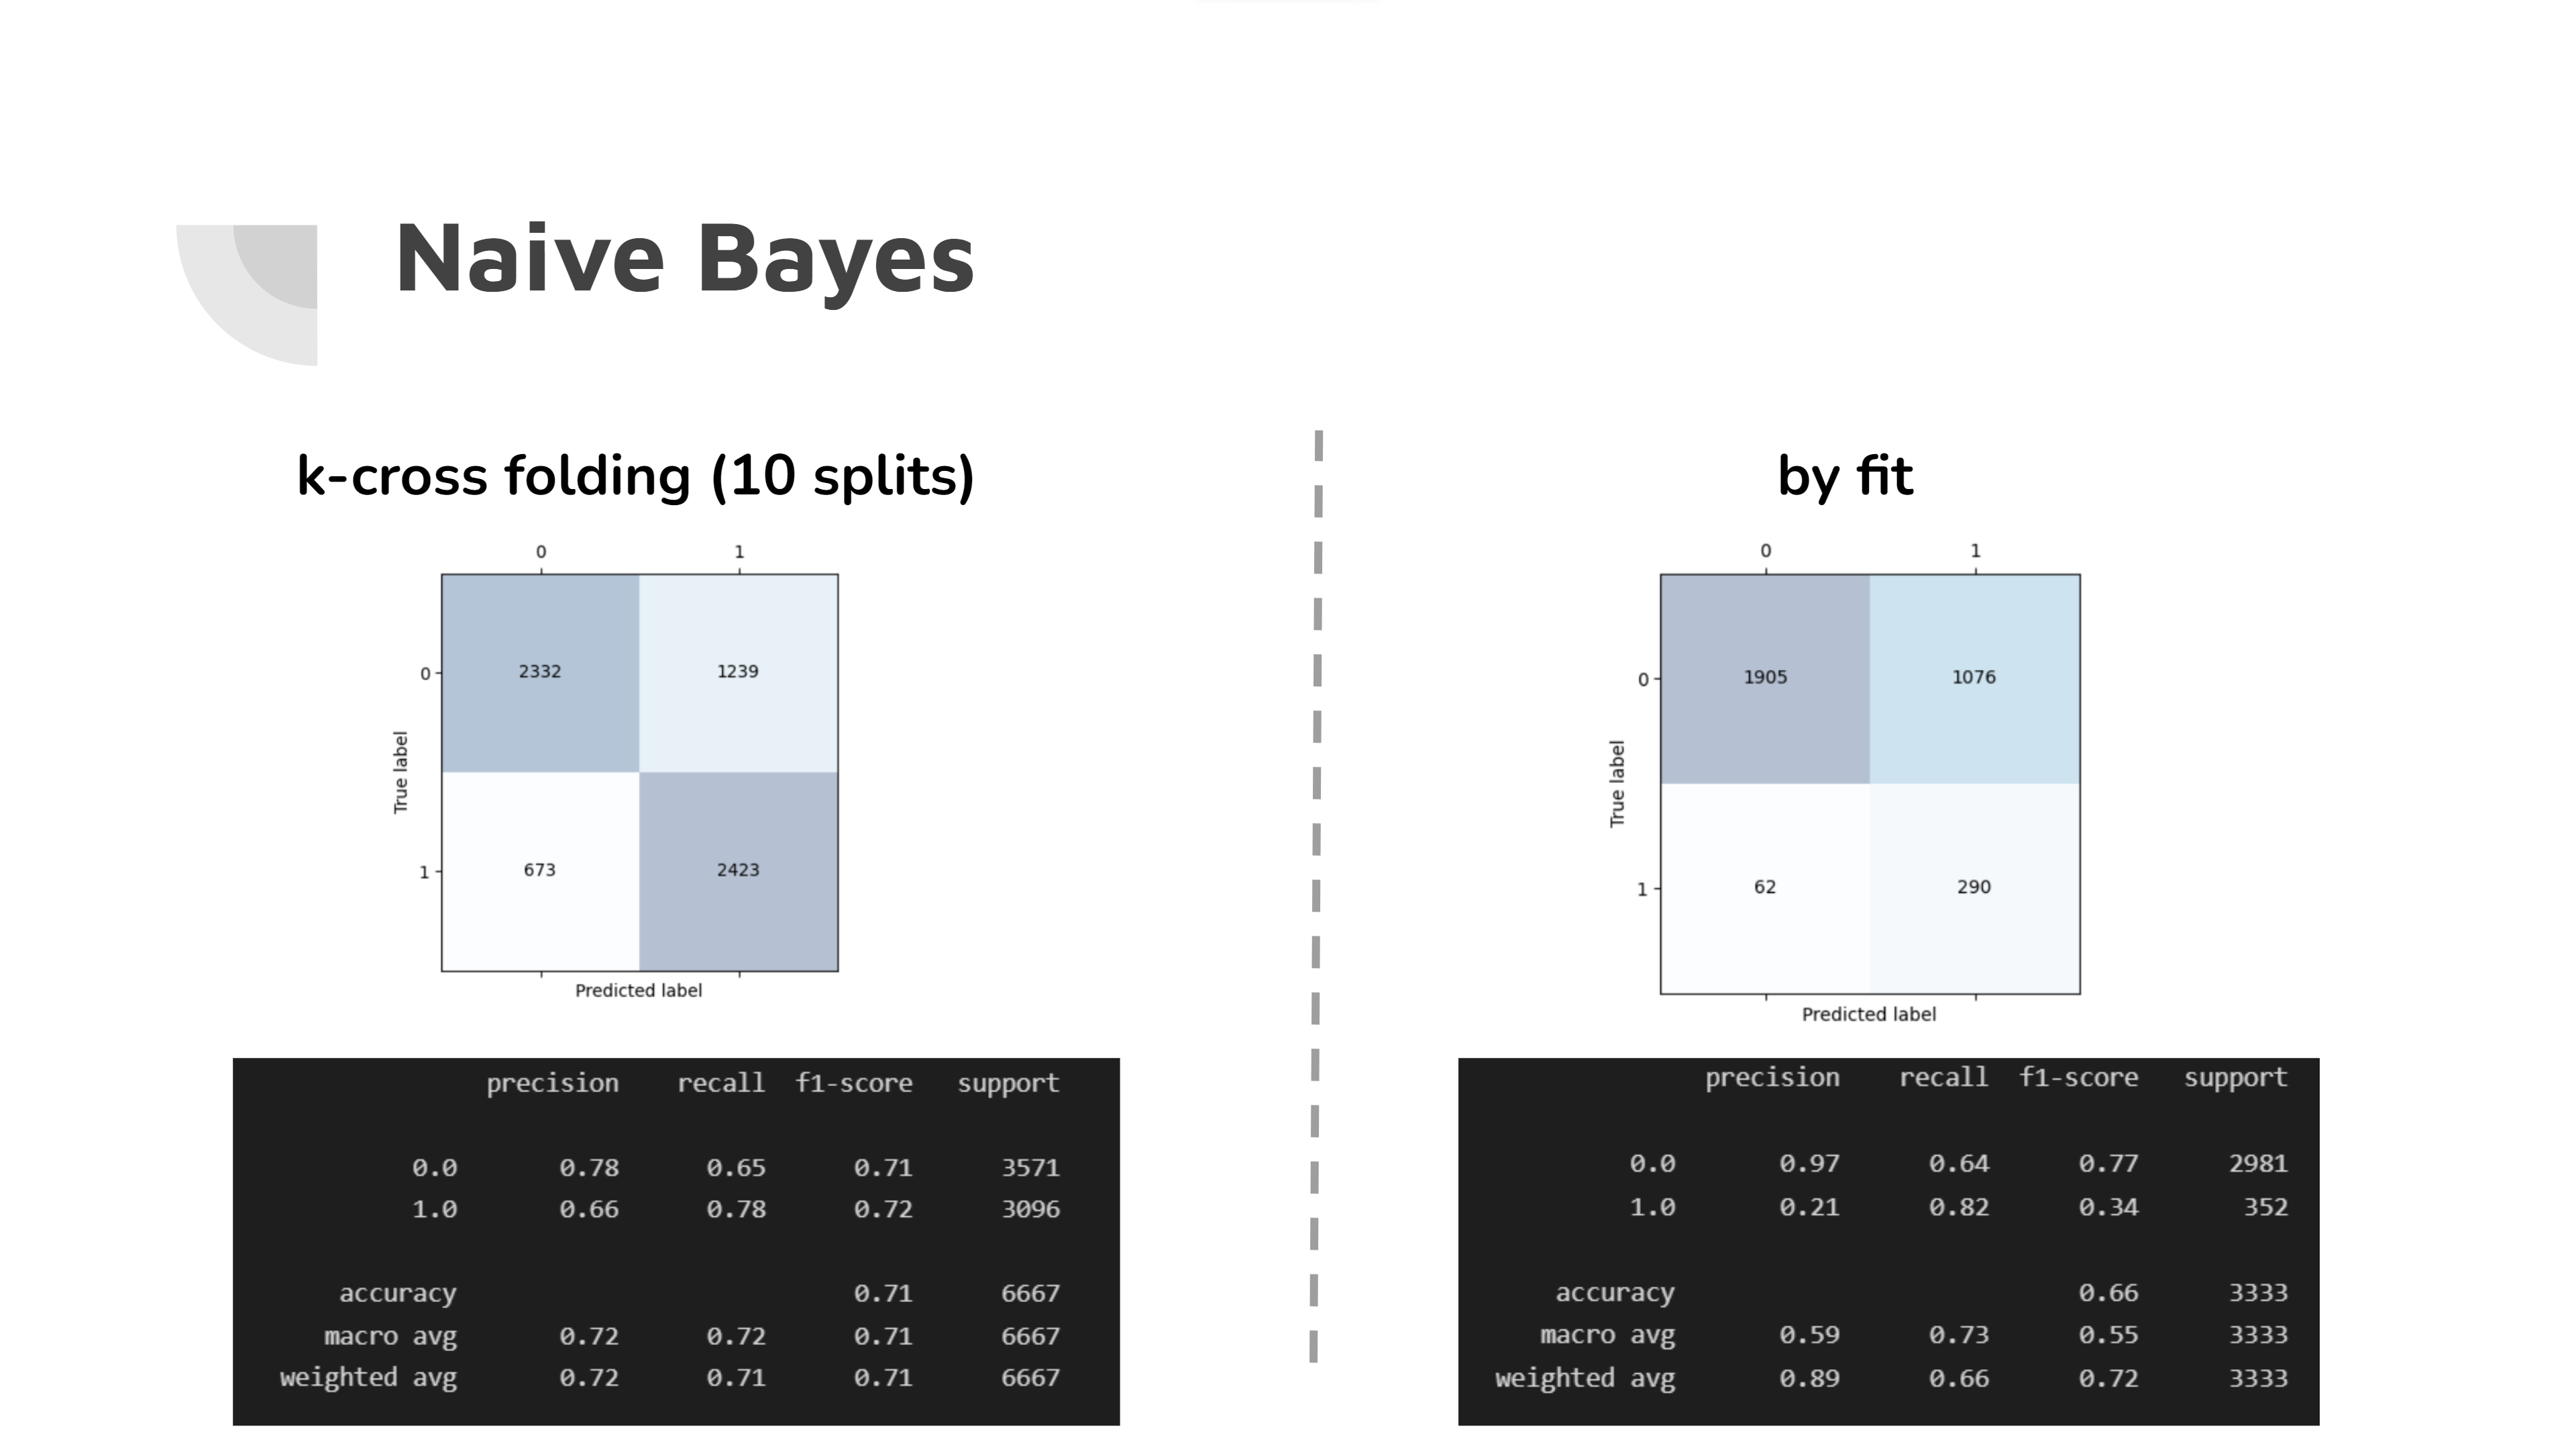 Naive Bayes
k-cross folding (10 splits)
0 1
0 2332 1239
1 673 2423
True label
Predicted label
precision recall f1-score support
0.0 0.78 0.65 0.71 3571
1.0 0.66 0.78 0.72 3096
accuracy 0.71 6667
macro avg 0.72 0.72 0.71 6667
weighted avg 0.72 0.71 0.71 6667
by fit
0 1
0 1905 1076
1 62 290
True label
Predicted label
precision recall f1-score support
0.0 0.97 0.64 0.77 2981
1.0 0.21 0.82 0.34 352
accuracy 0.66 3333
macro avg 0.59 0.73 0.55 3333
weighted avg 0.89 0.66 0.72 3333